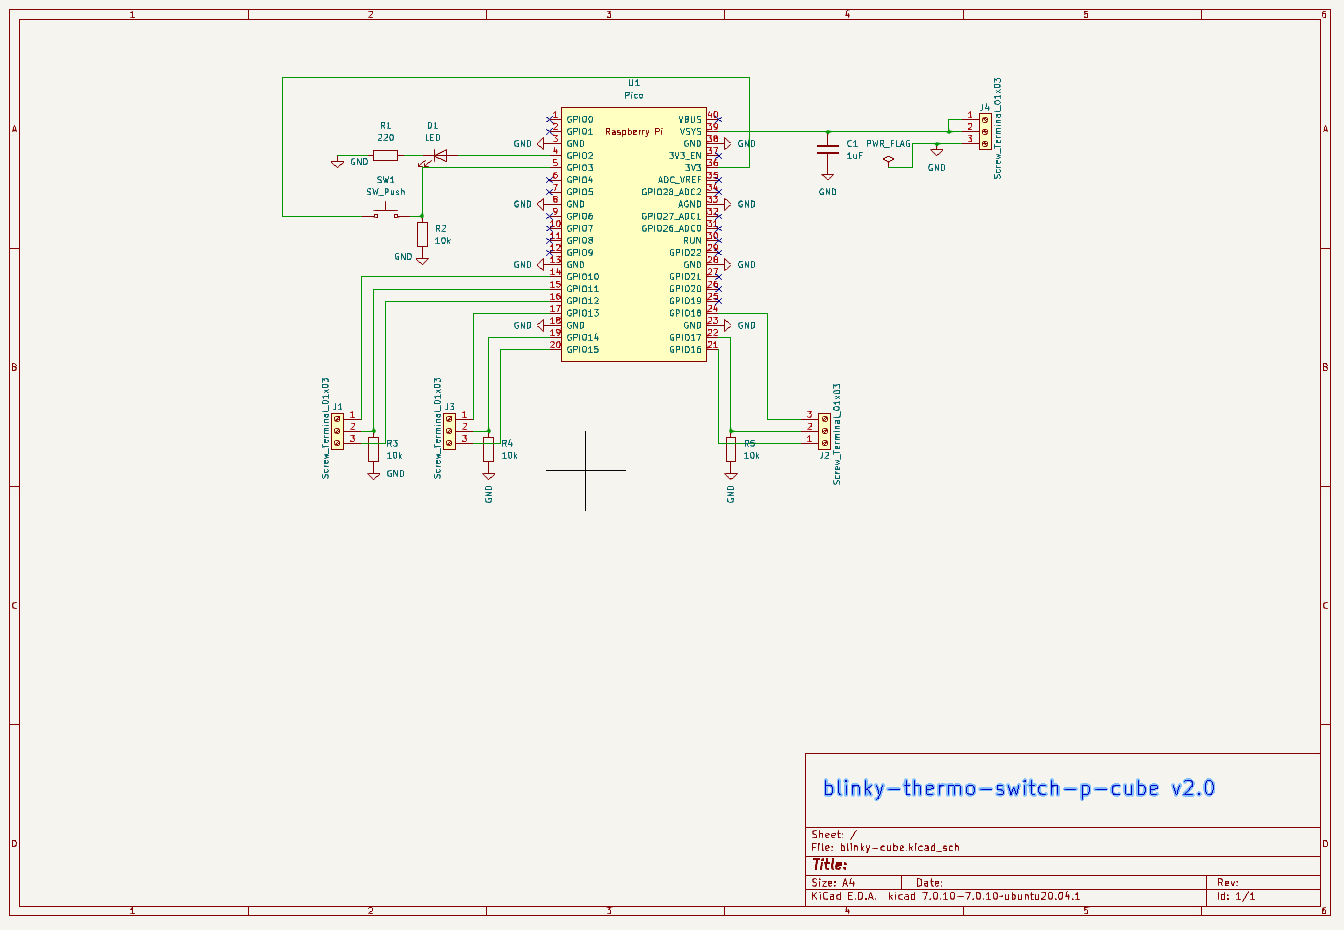 1 2 3 4 5 6
A A
B B
C C
D D
U1
Pico
Raspberry Pi
1 GPIO0
2 GPIO1
3 GND
4 GPIO2
5 GPIO3
6 GPIO4
7 GPIO5
8 GND
9 GPIO6
10 GPIO7
11 GPIO8
12 GPIO9
13 GND
14 GPIO10
15 GPIO11
16 GPIO12
17 GPIO13
18 GND
19 GPIO14
20 GPIO15
VBUS 40
VSYS 39
GND 38
3V3_EN 37
3V3 36
ADC_VREF 35
GPIO28_ADC2 34
AGND 33
GPIO27_ADC1 32
GPIO26_ADC0 31
RUN 30
GPIO22 29
GND 28
GPIO21 27
GPIO20 26
GPIO19 25
GPIO18 24
GND 23
GPIO17 22
GPIO16 21
GND
GND
GND
GND
GND
GND
GND
GND
R1
220
GND
D1
LED
SW1
SW_Push
R2
10k
GND
C1
1uF
GND
PWR_FLAG
GND
J4
1
2
3
Screw_Terminal_01x03
J1
1
2
3
Screw_Terminal_01x03
R3
10k
GND
J3
1
2
3
Screw_Terminal_01x03
R4
10k
GND
R5
10k
GND
3
2
1
J2
Screw_Terminal_01x03
blinky-thermo-switch-p-cube v2.0
Sheet: /
File: blinky-cube.kicad_sch
Title:
Size: A4 Date: Rev:
KiCad E.D.A. kicad 7.0.10-7.0.10~ubuntu20.04.1 Id: 1/1
1 2 3 4 5 6